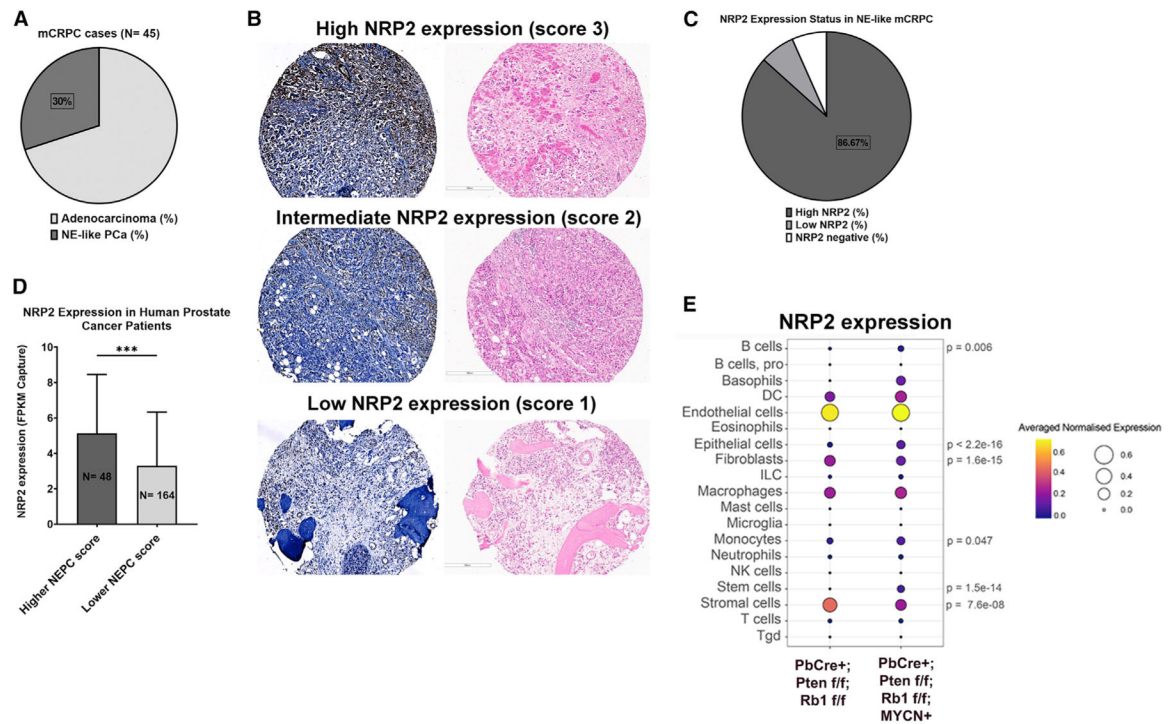 A
mCRPC cases (N= 45)
30%
Adenocarcinoma (%)
NE-like PCa (%)
B
High NRP2 expression (score 3)
Intermediate NRP2 expression (score 2)
Low NRP2 expression (score 1)
C
NRP2 Expression Status in NE-like mCRPC
86.67%
High NRP2 (%)
Low NRP2 (%)
NRP2 negative (%)
D
NRP2 Expression in Human Prostate
Cancer Patients
***
NRP2 expression (FPKM Capture)
10
8
6
4
2
0
N= 48
N= 164
Higher NEPC score
Lower NEPC score
E
NRP2 expression
B cells
p = 0.006
B cells, pro
Basophils
DC
Endothelial cells
Eosinophils
Epithelial cells
p < 2.2e-16
Fibroblasts
p = 1.6e-15
ILC
Macrophages
Mast cells
Microglia
Monocytes
p = 0.047
Neutrophils
NK cells
Stem cells
p = 1.5e-14
Stromal cells
p = 7.6e-08
T cells
Tgd
PbCre+;
Pten f/f;
Rb1 f/f
PbCre+;
Pten f/f;
Rb1 f/f;
MYCN+
Averaged Normalised Expression
0.6
0.4
0.2
0.0
0.6
0.4
0.2
0.0